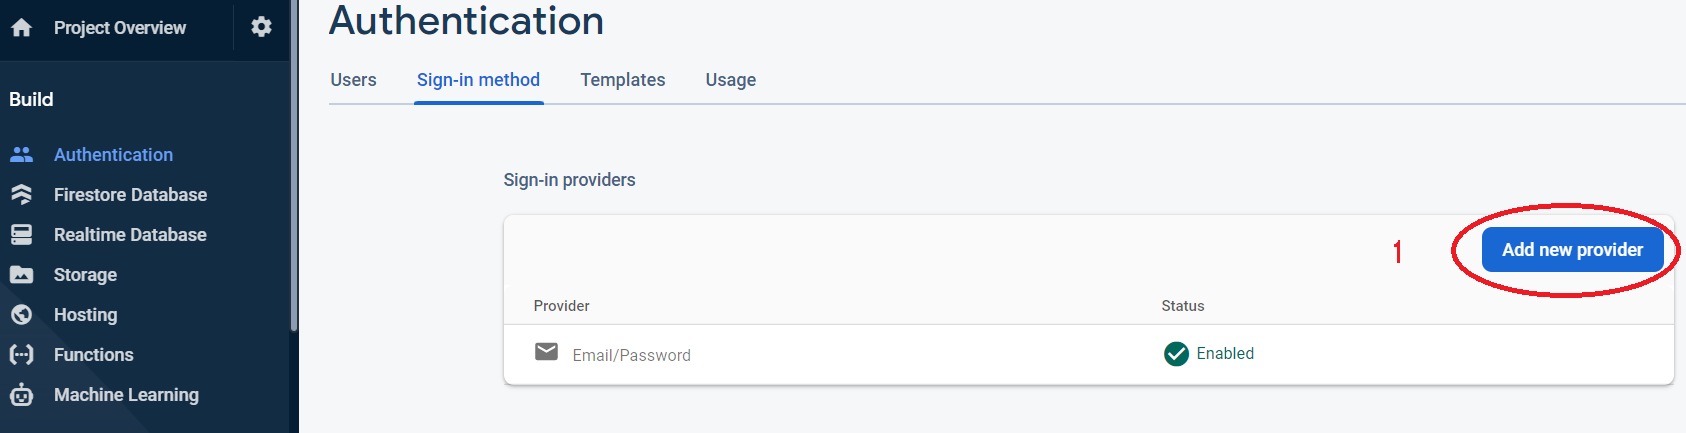 Project Overview
Build
Authentication
Firestore Database
Realtime Database
Storage
Hosting
Functions
Machine Learning
Authentication
Users Sign-in method Templates Usage
Sign-in providers
1 Add new provider
Provider Status
Email/Password Enabled